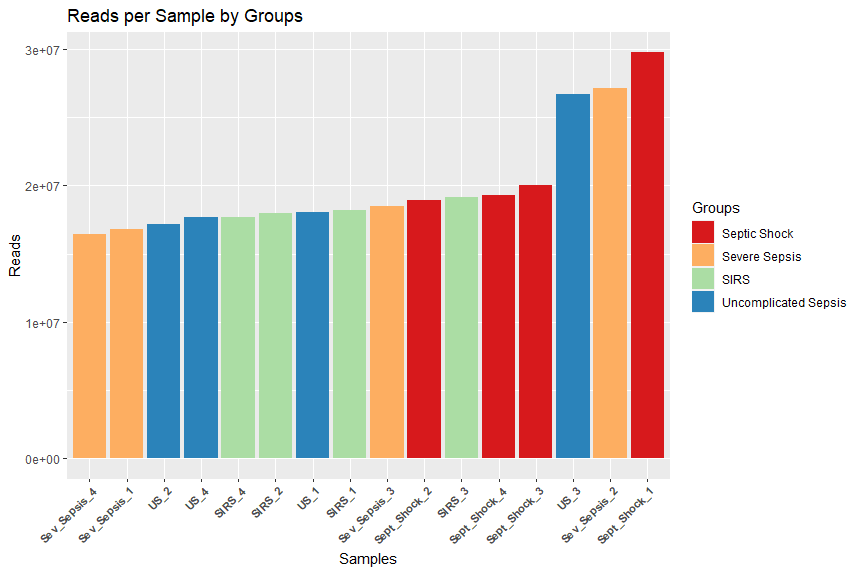 Reads per Sample by Groups
3e+07
2e+07
1e+07
0e+00
Reads
Sev_Sepsis_4
Sev_Sepsis_1
US_2
US_4
SIRS_4
SIRS_2
US_1
SIRS_1
Sev_Sepsis_3
Sept_Shock_2
SIRS_3
Sept_Shock_4
Sept_Shock_3
US_3
Sev_Sepsis_2
Sept_Shock_1
Samples
Groups
Septic Shock
Severe Sepsis
SIRS
Uncomplicated Sepsis